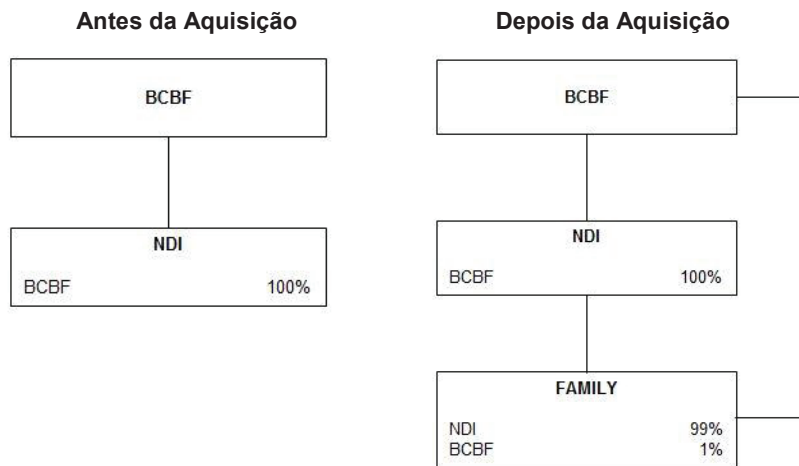 Antes da Aquisição
BCBF
NDI
BCBF 100%
Depois da Aquisição
BCBF
NDI
BCBF 100%
FAMILY
NDI 99%
BCBF 1%